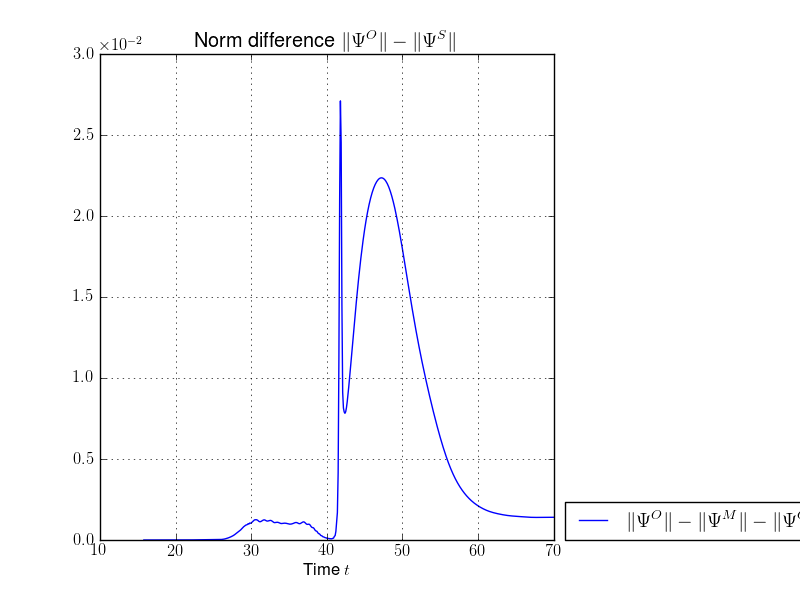 Norm difference ‖Ψ^O‖ − ‖Ψ^S‖
×10⁻²
3.0
2.5
2.0
1.5
1.0
0.5
0.0
10 20 30 40 50 60 70
Time t
‖Ψ^O‖ − ‖Ψ^M‖ − ‖Ψ